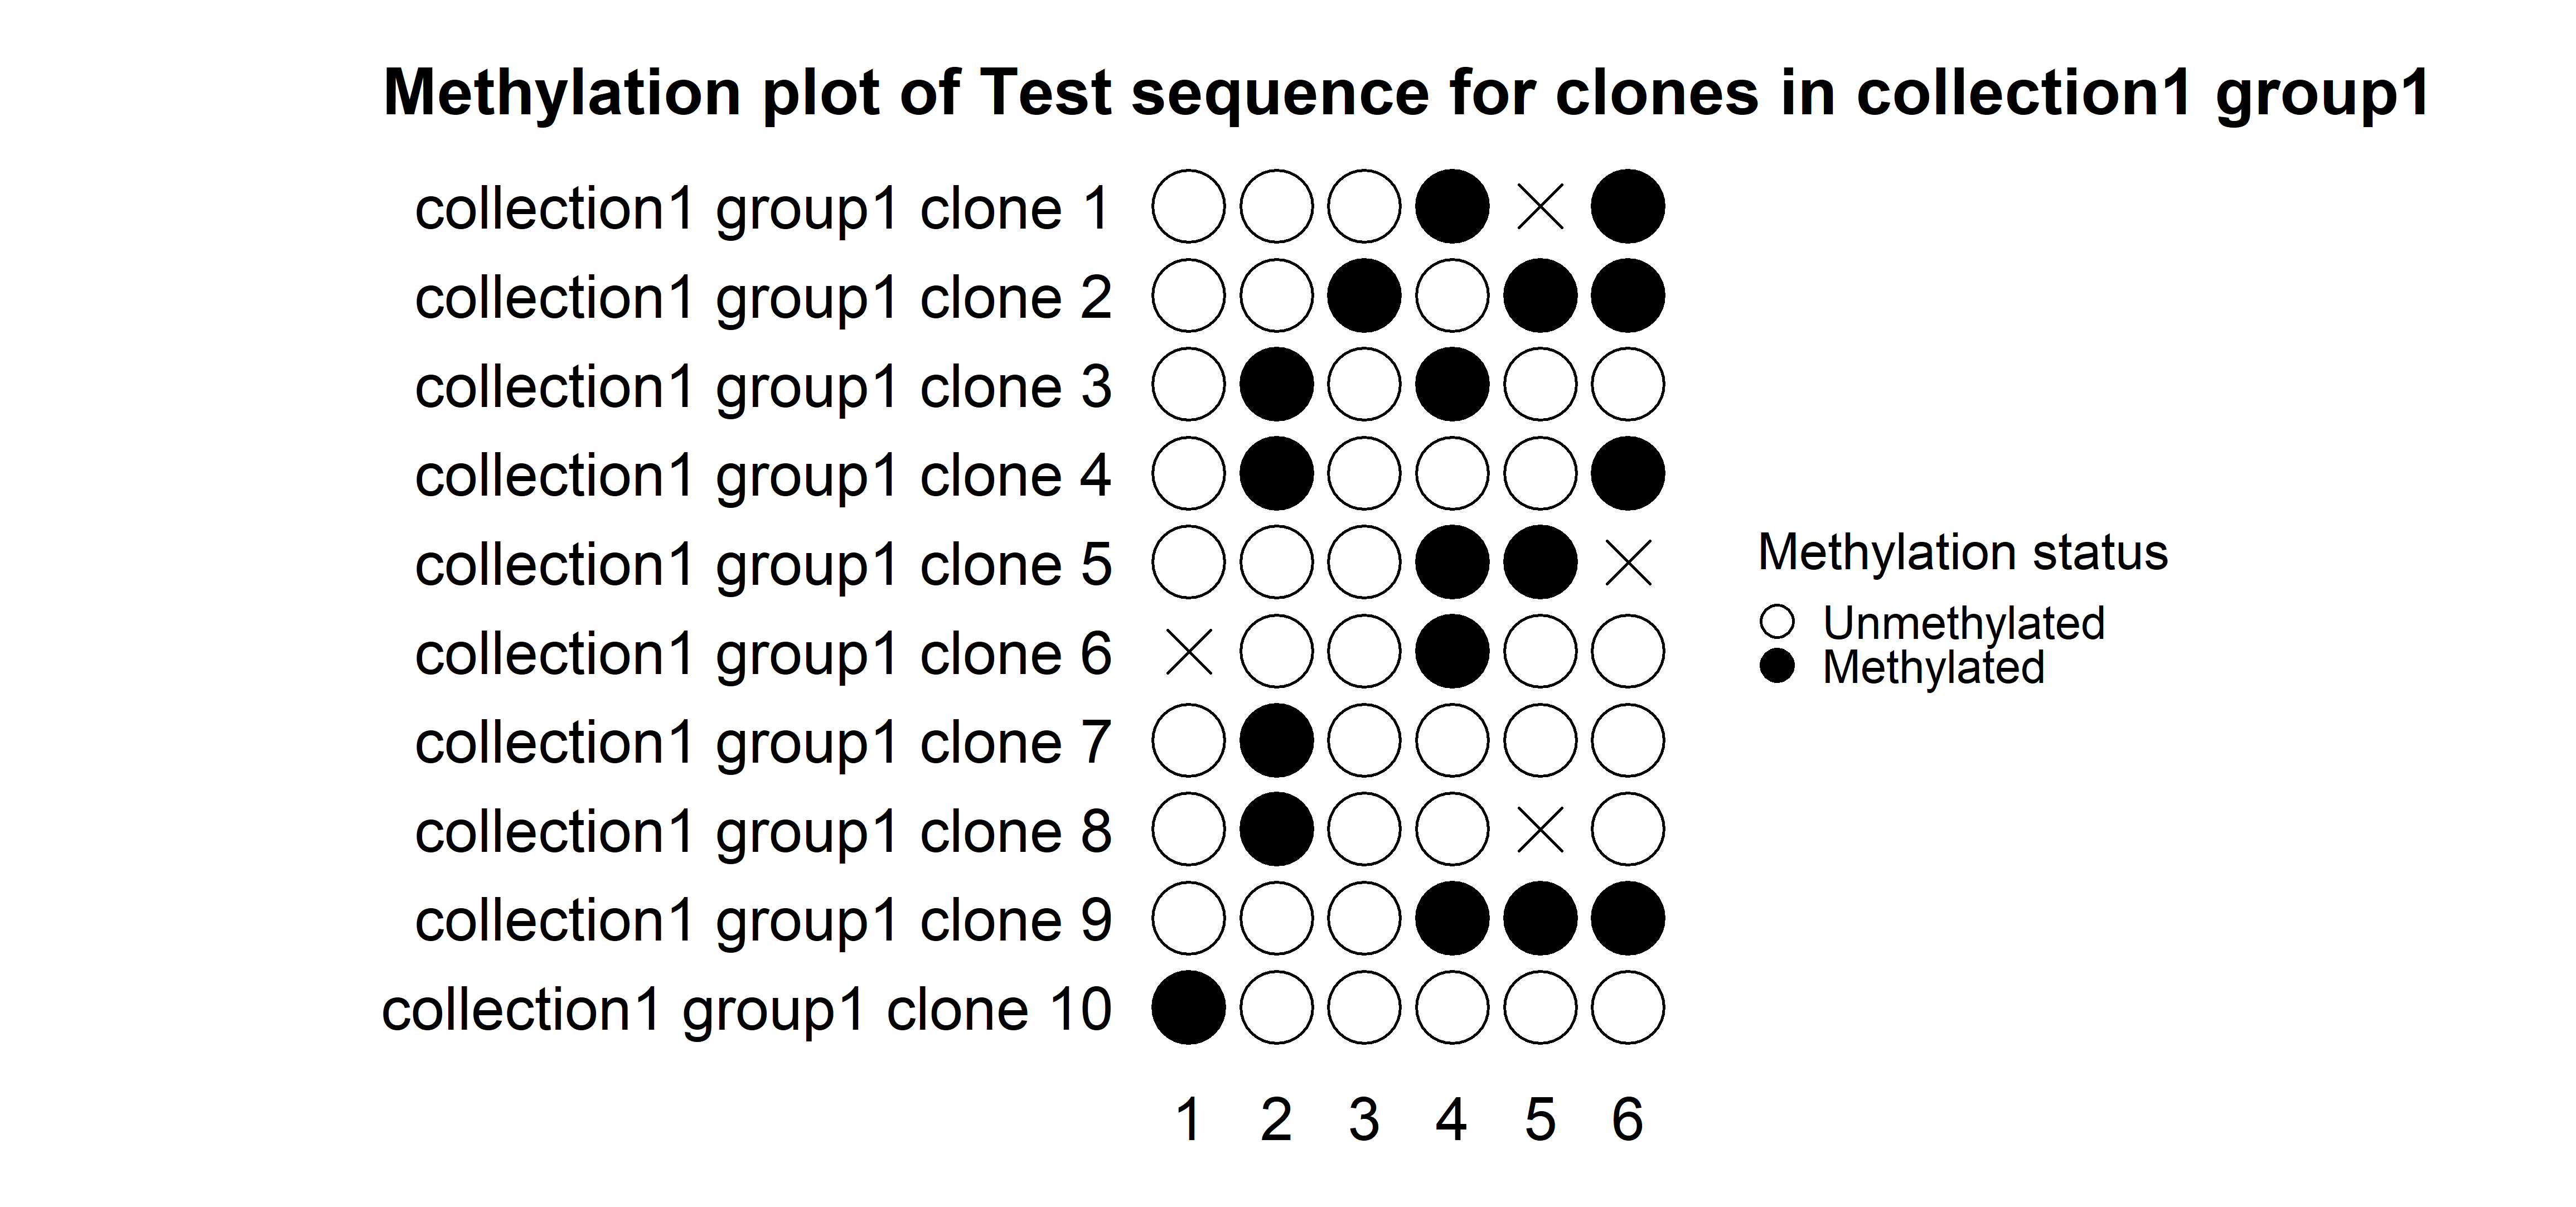 Methylation plot of Test sequence for clones in collection1 group1
collection1 group1 clone 1
collection1 group1 clone 2
collection1 group1 clone 3
collection1 group1 clone 4
collection1 group1 clone 5
collection1 group1 clone 6
collection1 group1 clone 7
collection1 group1 clone 8
collection1 group1 clone 9
collection1 group1 clone 10
1 2 3 4 5 6
Methylation status
Unmethylated
Methylated